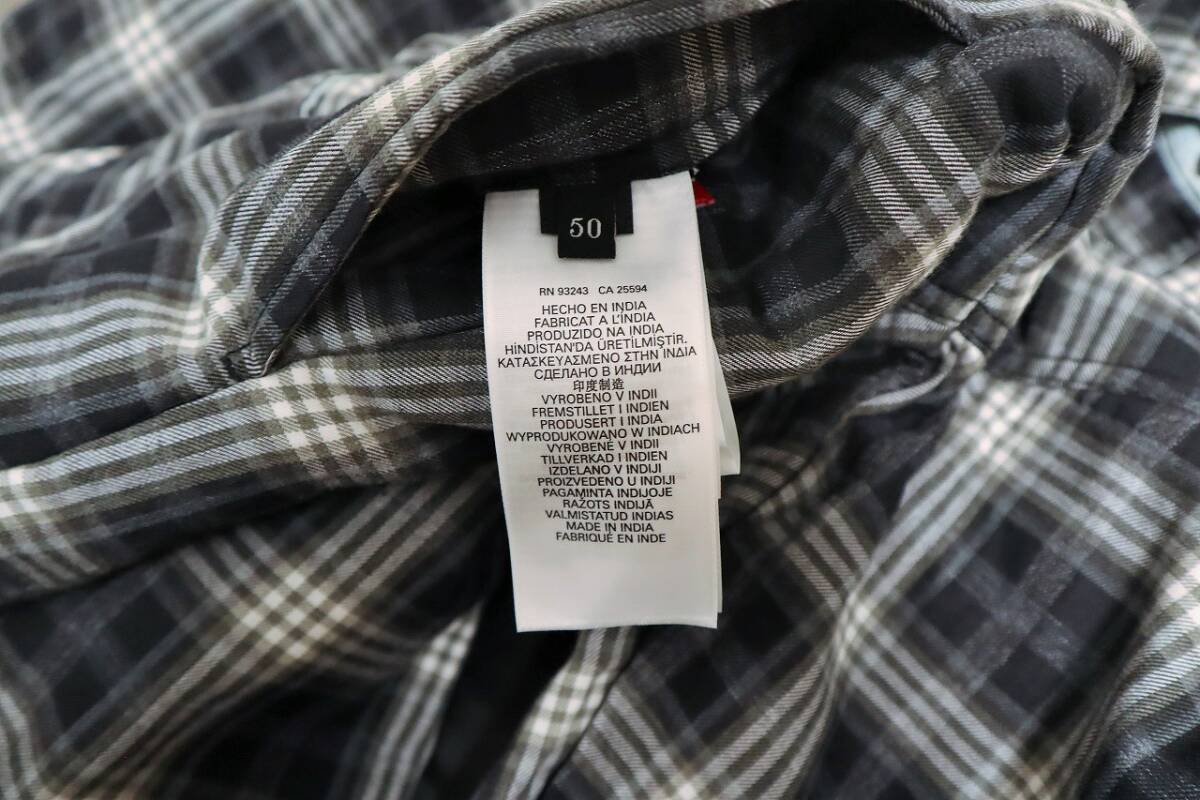 50
RN 93243 CA 25594
HECHO EN INDIA
FABRICAT A L'ÍNDIA
PRODUZIDO NA INDIA
HİNDİSTAN'DA ÜRETİLMİŞTİR.
ΚΑΤΑΣΚΕΥΑΣΜΕΝΟ ΣΤΗΝ ΙΝΔΙΑ
СДЕЛАНО В ИНДИИ
印度制造
VYROBENO V INDII
FREMSTILLET I INDIEN
PRODUSERT I INDIA
WYPRODUKOWANO W INDIACH
VYROBENÉ V INDII
TILLVERKAD I INDIEN
IZDELANO V INDIJI
PROIZVEDENO U INDIJI
PAGAMINTA INDIJOJE
RAŽOTS INDIJĀ
VALMISTATUD INDIAS
MADE IN INDIA
FABRIQUÉ EN INDE